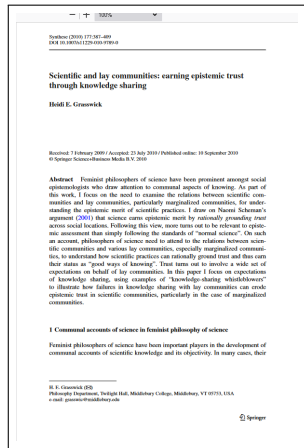 — + 100%
Synthese (2010) 177:387–409
DOI 10.1007/s11229-010-9789-0
Scientific and lay communities: earning epistemic trust
through knowledge sharing
Heidi E. Grasswick
Received: 7 February 2009 / Accepted: 23 July 2010 / Published online: 10 September 2010
© Springer Science+Business Media B.V. 2010
Abstract Feminist philosophers of science have been prominent amongst social
epistemologists who draw attention to communal aspects of knowing. As part of
this work, I focus on the need to examine the relations between scientific com-
munities and lay communities, particularly marginalized communities, for under-
standing the epistemic merit of scientific practices. I draw on Naomi Scheman's
argument (2001) that science earns epistemic merit by rationally grounding trust
across social locations. Following this view, more turns out to be relevant to epistemic
assessment than simply following the standards of "normal science". On such
an account, philosophers of science need to attend to the relations between scien-
tific communities and various lay communities, especially marginalized communi-
ties, to understand how scientific practices can rationally ground trust and thus earn
their status as "good ways of knowing". Trust turns out to involve a wide set of
expectations on behalf of lay communities. In this paper I focus on expectations
of knowledge sharing, using examples of "knowledge-sharing whistleblowers"
to illustrate how failures in knowledge sharing with lay communities can erode
epistemic trust in scientific communities, particularly in the case of marginalized
communities.
1 Communal accounts of science in feminist philosophy of science
Feminist philosophers of science have been important players in the development of
communal accounts of scientific knowledge and its objectivity. In many cases, their
H. E. Grasswick (✉)
Philosophy Department, Twilight Hall, Middlebury College, Middlebury, VT 05753, USA
e-mail: grasswic@middlebury.edu
Springer